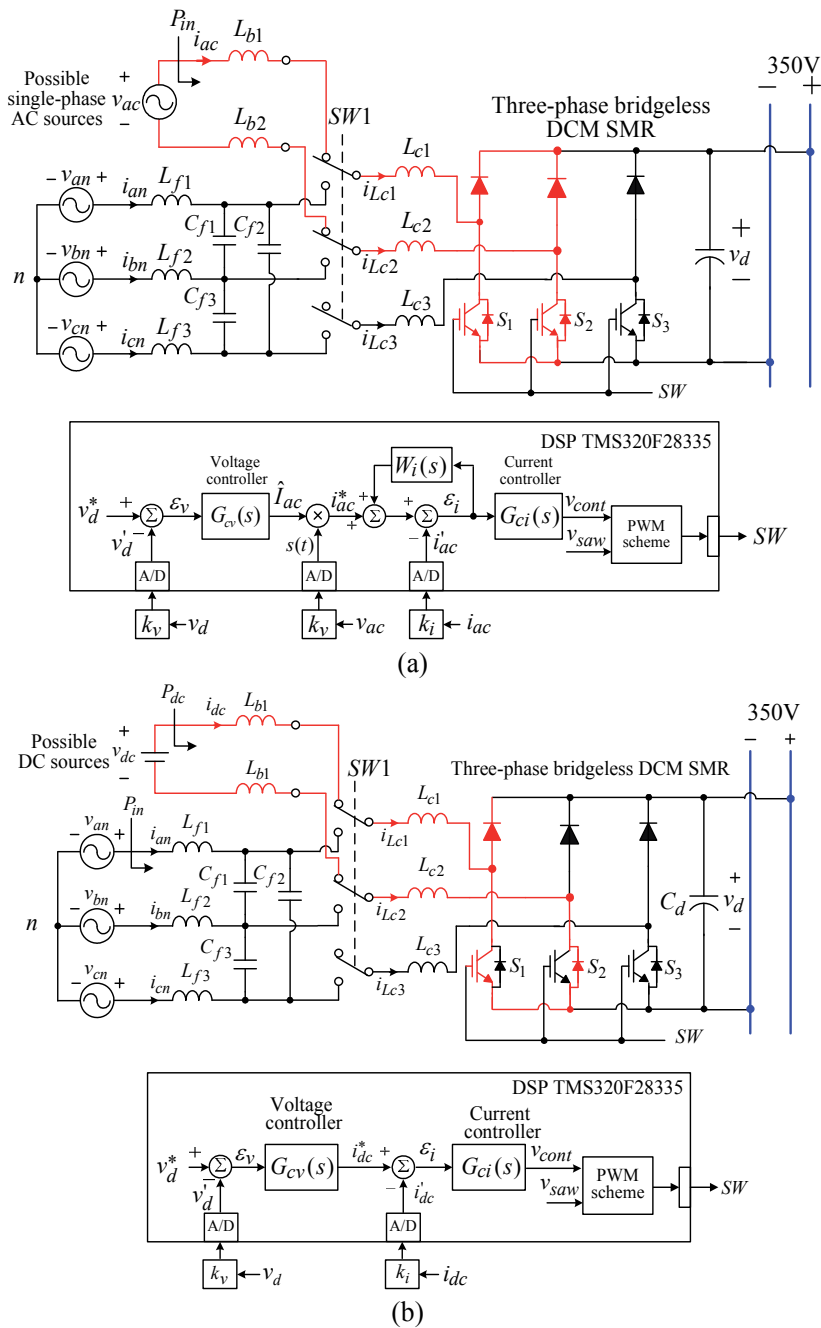 P_in
i_ac
L_b1
Possible
single-phase
AC sources
+
v_ac
−
L_b2
SW1
350V
− +
Three-phase bridgeless
DCM SMR
L_c1
i_Lc1
− v_an +
i_an
L_f1
C_f1
C_f2
L_c2
i_Lc2
+
v_d
−
n
− v_bn +
i_bn
L_f2
C_f3
L_c3
i_Lc3
S_1
S_2
S_3
− v_cn +
i_cn
L_f3
SW
DSP TMS320F28335
Voltage
controller
W_i(s)
Current
controller
v_d^*
+
Σ
ε_v
G_cv(s)
Î_ac
×
i_ac^*
+
+
Σ
+
Σ
ε_i
G_ci(s)
v_cont
v_saw
PWM
scheme
SW
v_d'
−
s(t)
−
i_ac'
A/D
A/D
A/D
k_v
v_d
k_v
v_ac
k_i
i_ac
(a)
P_dc
i_dc
L_b1
Possible
DC sources
+
v_dc
−
L_b1
SW1
350V
− +
Three-phase bridgeless DCM SMR
P_in
L_c1
i_Lc1
− v_an +
i_an
L_f1
C_f1
C_f2
L_c2
i_Lc2
C_d
+
v_d
−
n
− v_bn +
i_bn
L_f2
C_f3
L_c3
i_Lc3
S_1
S_2
S_3
− v_cn +
i_cn
L_f3
SW
DSP TMS320F28335
Voltage
controller
Current
controller
v_d^*
+
Σ
ε_v
G_cv(s)
i_dc^*
+
Σ
ε_i
G_ci(s)
v_cont
v_saw
PWM
scheme
SW
v_d'
−
−
i_dc'
A/D
A/D
k_v
v_d
k_i
i_dc
(b)